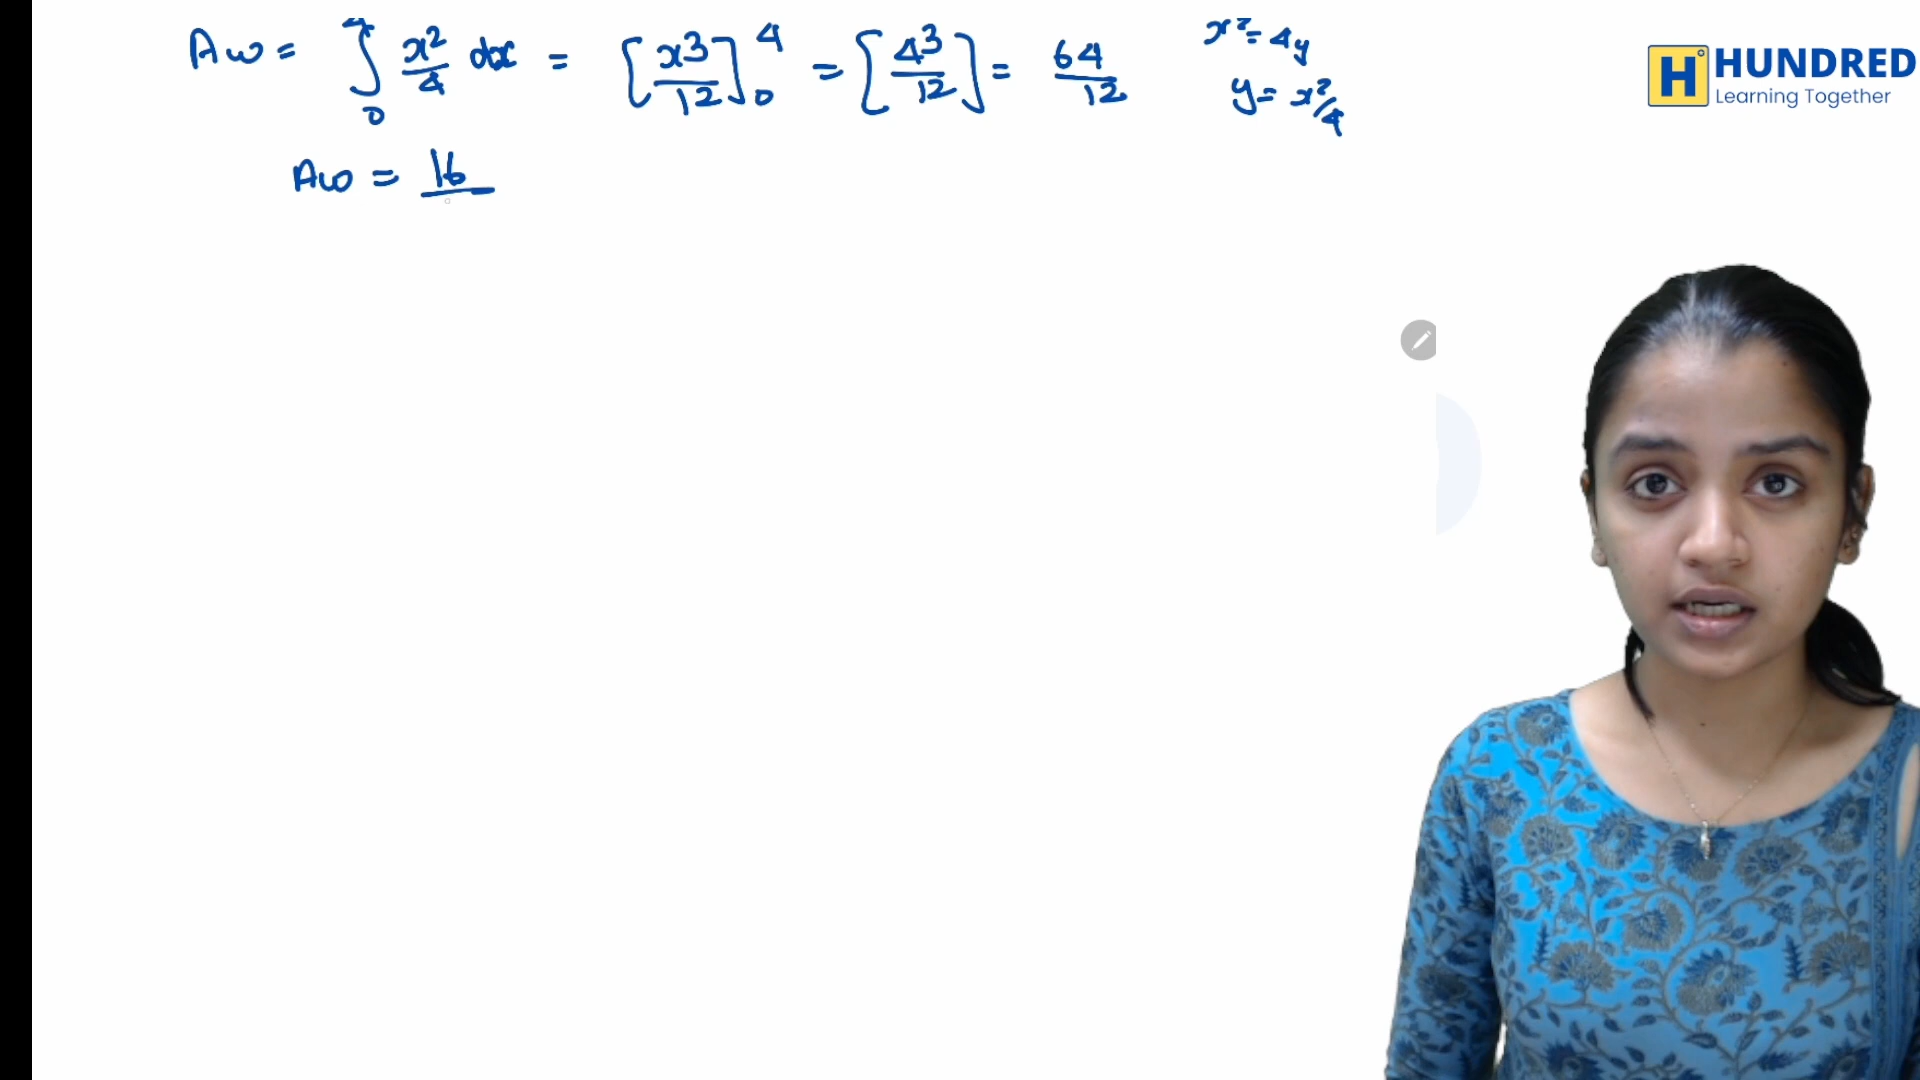 Aω = ∫₀⁴ x²/4 dx = [x³/12]₀⁴ = [4³/12] = 64/12
x² = 4y
y = x²/4
Aω = 16
H° HUNDRED
Learning Together